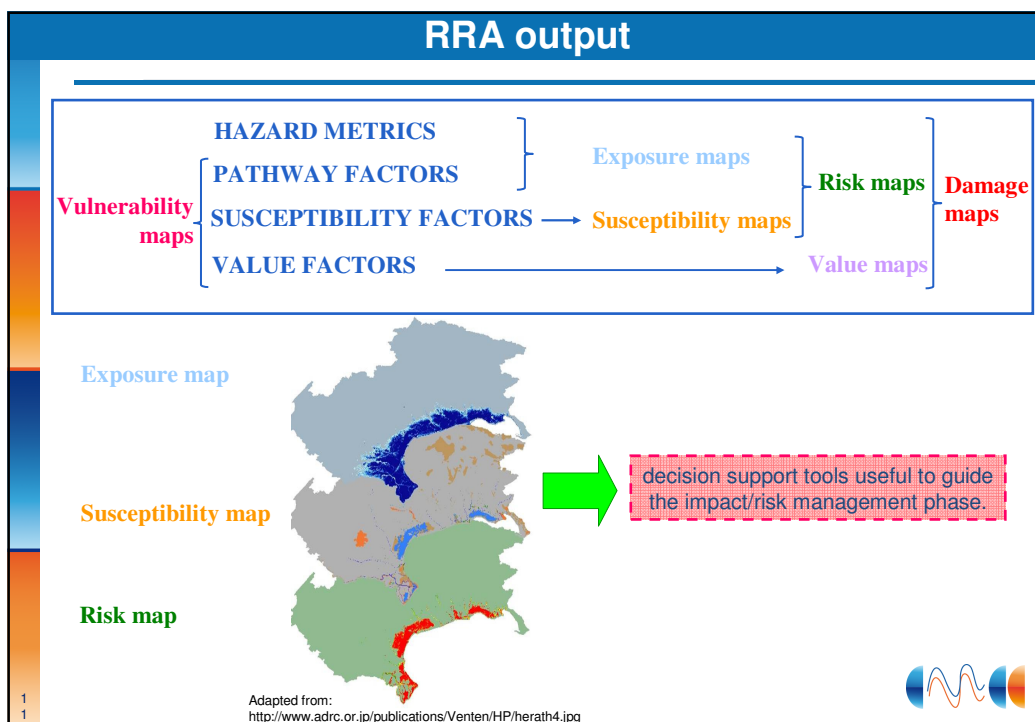 RRA output
HAZARD METRICS
PATHWAY FACTORS
SUSCEPTIBILITY FACTORS
VALUE FACTORS
Vulnerability
maps
Exposure maps
Susceptibility maps
Value maps
Risk maps
Damage
maps
Exposure map
Susceptibility map
Risk map
decision support tools useful to guide
the impact/risk management phase.
Adapted from:
http://www.adrc.or.jp/publications/Venten/HP/herath4.jpg
1
1